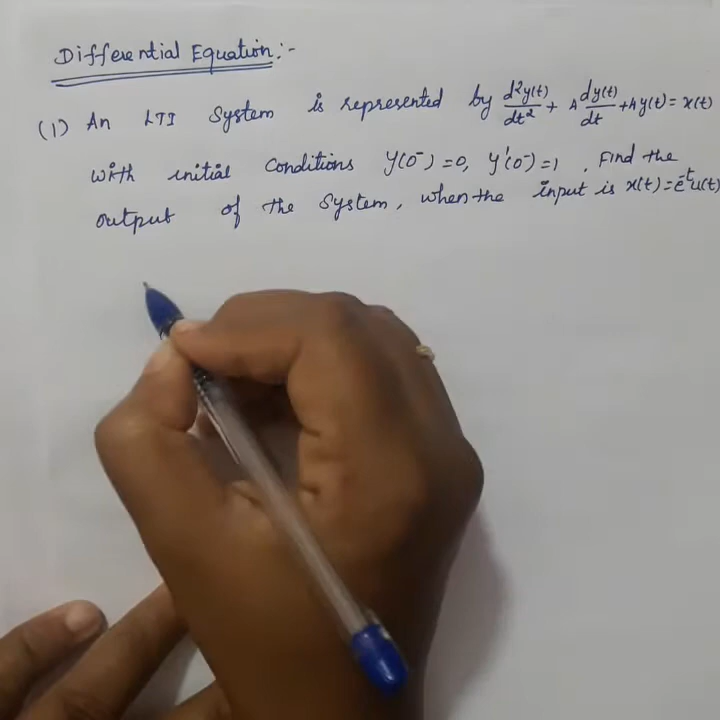 Differential Equation :-
(1) An LTI System is represented by d²y(t)/dt² + 4 dy(t)/dt + 4y(t) = x(t)
with initial conditions y(0⁻) = 0, y'(0⁻) = 1 . Find the
output of the System, when the input is x(t) = e⁻ᵗu(t)